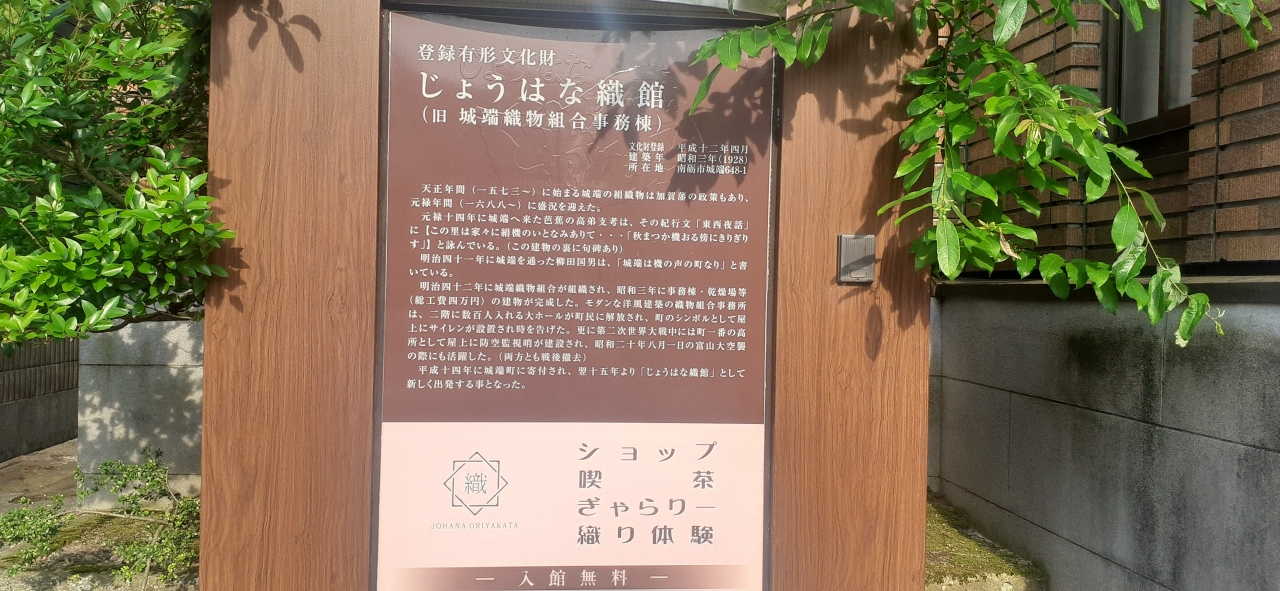 登録有形文化財
じょうはな織館
（旧 城端織物組合事務棟）
文化財登録　平成十二年四月
建築年　昭和三年(1928)
所在地　南砺市城端648-1
天正年間（一五七三〜）に始まる城端の絹織物は加賀藩の政策もあり、
元禄年間（一六八八〜）に盛況を迎えた。
元禄十四年に城端へ来た芭蕉の高弟支考は、その紀行文「東西夜話」
に【この里は家々に絹機のいとなみありて・・・「秋まつか機おる傍にきりぎり
す」】と詠んでいる。（この建物の裏に句碑あり）
明治四十一年に城端を通った柳田国男は、「城端は機の声の町なり」と書
いている。
明治四十二年に城端織物組合が組織され、昭和三年に事務棟・乾燥場等
（総工費四万円）の建物が完成した。モダンな洋風建築の織物組合事務所
は、二階に数百人入れる大ホールが町民に解放され、町のシンボルとして屋
上にサイレンが設置され時を告げた。更に第二次世界大戦中には町一番の高
所として屋上に防空監視哨が建設され、昭和二十年八月一日の富山大空襲
の際にも活躍した。（両方とも戦後撤去）
平成十四年に城端町に寄付され、翌十五年より「じょうはな織館」として
新しく出発する事となった。
織
JOHANA ORIYAKATA
ショップ
喫茶
ぎゃらりー
織り体験
― 入館無料 ―